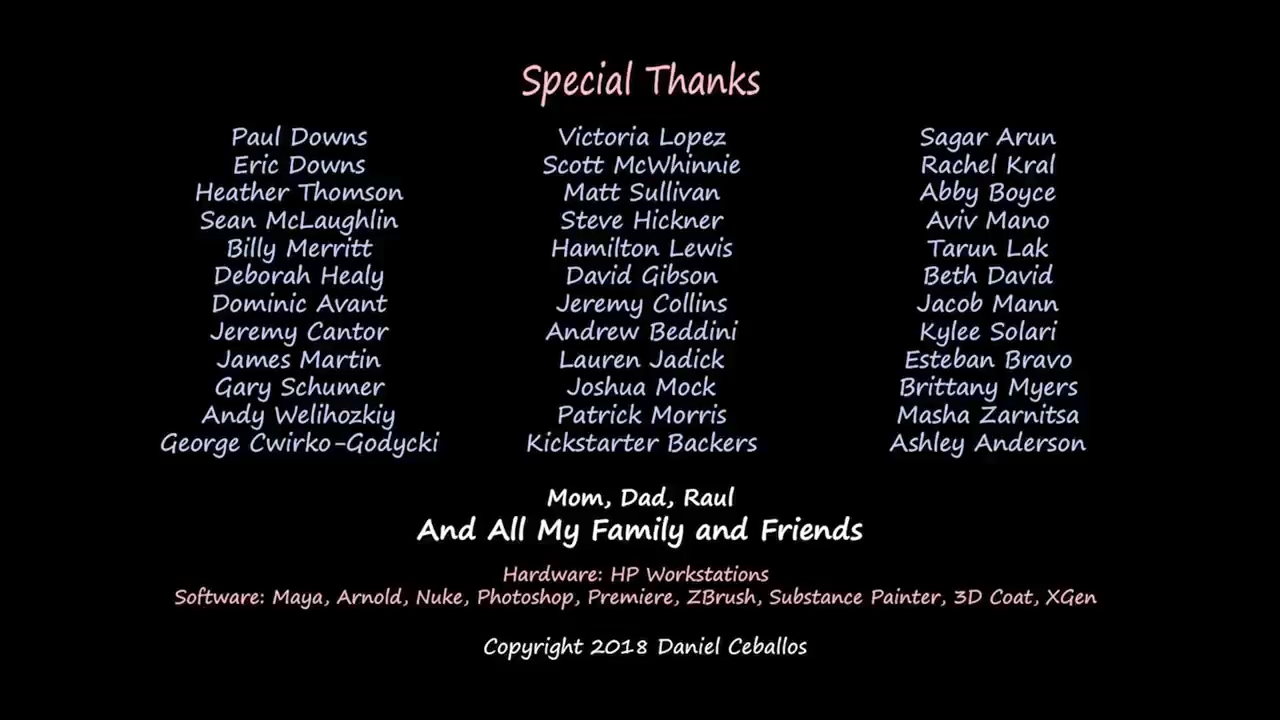 Special Thanks
Paul Downs
Eric Downs
Heather Thomson
Sean McLaughlin
Billy Merritt
Deborah Healy
Dominic Avant
Jeremy Cantor
James Martin
Gary Schumer
Andy Welihozkiy
George Cwirko-Godycki
Victoria Lopez
Scott McWhinnie
Matt Sullivan
Steve Hickner
Hamilton Lewis
David Gibson
Jeremy Collins
Andrew Beddini
Lauren Jadick
Joshua Mock
Patrick Morris
Kickstarter Backers
Sagar Arun
Rachel Kral
Abby Boyce
Aviv Mano
Tarun Lak
Beth David
Jacob Mann
Kylee Solari
Esteban Bravo
Brittany Myers
Masha Zarnitsa
Ashley Anderson
Mom, Dad, Raul
And All My Family and Friends
Hardware: HP Workstations
Software: Maya, Arnold, Nuke, Photoshop, Premiere, ZBrush, Substance Painter, 3D Coat, XGen
Copyright 2018 Daniel Ceballos